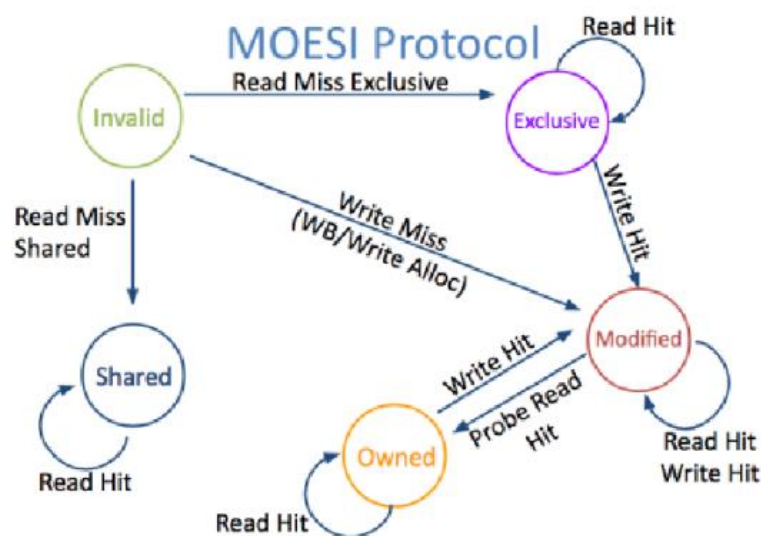 MOESI Protocol
Read Hit
Read Miss Exclusive
Invalid
Exclusive
Read Miss
Shared
Write Miss
(WB/Write Alloc)
Write Hit
Shared
Write Hit
Modified
Probe Read
Hit
Owned
Read Hit
Write Hit
Read Hit
Read Hit